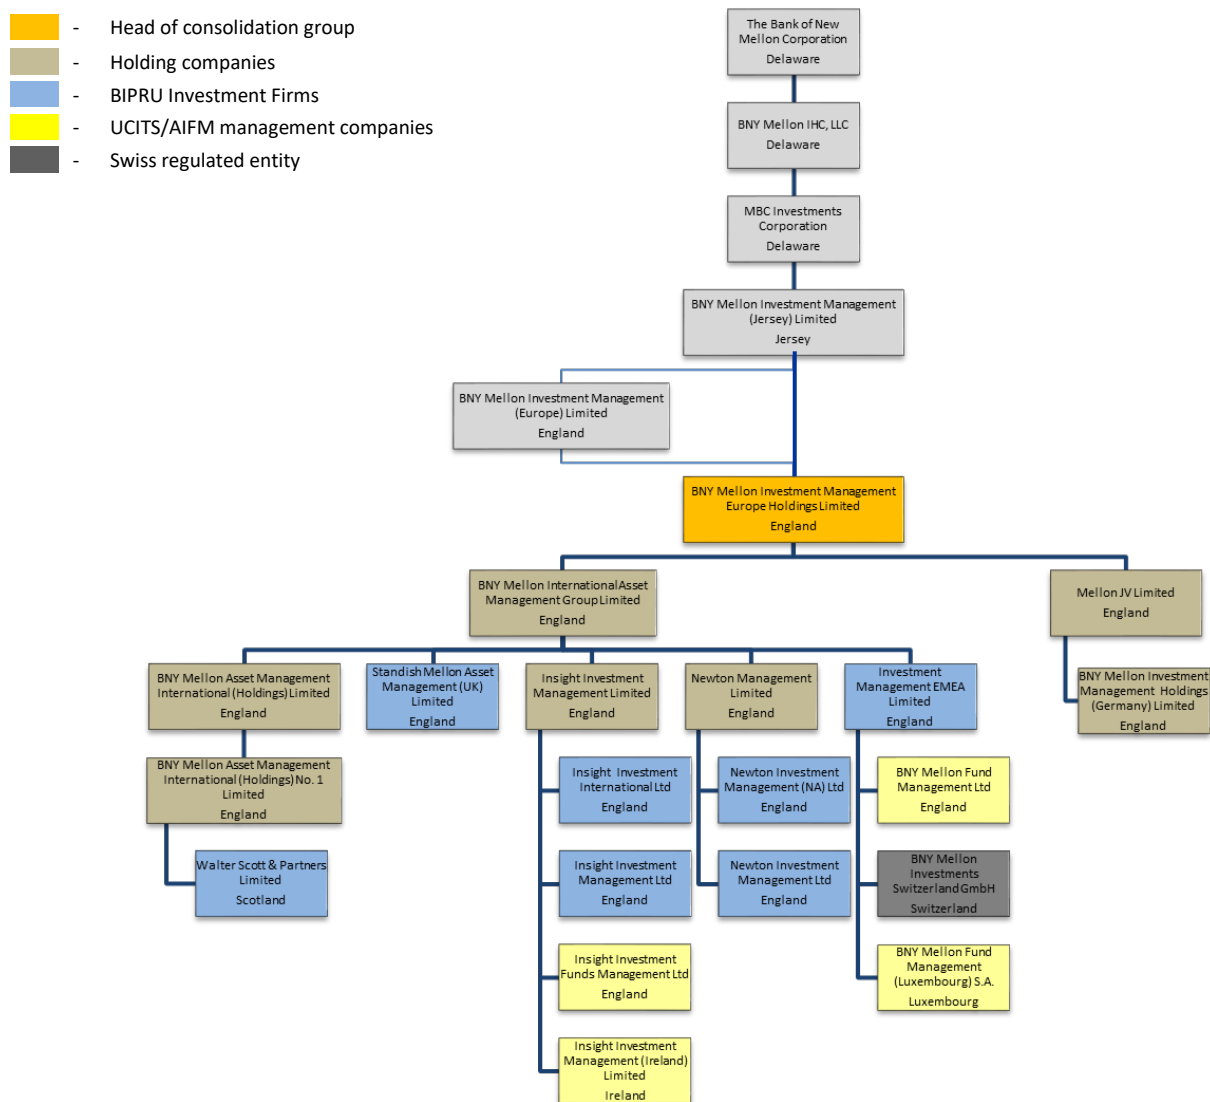 - Head of consolidation group
- Holding companies
- BIPRU Investment Firms
- UCITS/AIFM management companies
- Swiss regulated entity
The Bank of New
Mellon Corporation
Delaware
BNY Mellon IHC, LLC
Delaware
MBC Investments
Corporation
Delaware
BNY Mellon Investment Management
(Jersey) Limited
Jersey
BNY Mellon Investment Management
(Europe) Limited
England
BNY Mellon Investment Management
Europe Holdings Limited
England
BNY Mellon International Asset
Management Group Limited
England
Mellon JV Limited
England
BNY Mellon Asset Management
International (Holdings) Limited
England
Standish Mellon Asset
Management (UK)
Limited
England
Insight Investment
Management Limited
England
Newton Management
Limited
England
Investment
Management EMEA
Limited
England
BNY Mellon Investment
Management Holdings
(Germany) Limited
England
BNY Mellon Asset Management
International (Holdings) No. 1
Limited
England
Insight Investment
International Ltd
England
Newton Investment
Management (NA) Ltd
England
BNY Mellon Fund
Management Ltd
England
Walter Scott & Partners
Limited
Scotland
Insight Investment
Management Ltd
England
Newton Investment
Management Ltd
England
BNY Mellon
Investments
Switzerland GmbH
Switzerland
Insight Investment
Funds Management Ltd
England
BNY Mellon Fund
Management
(Luxembourg) S.A.
Luxembourg
Insight Investment
Management (Ireland)
Limited
Ireland